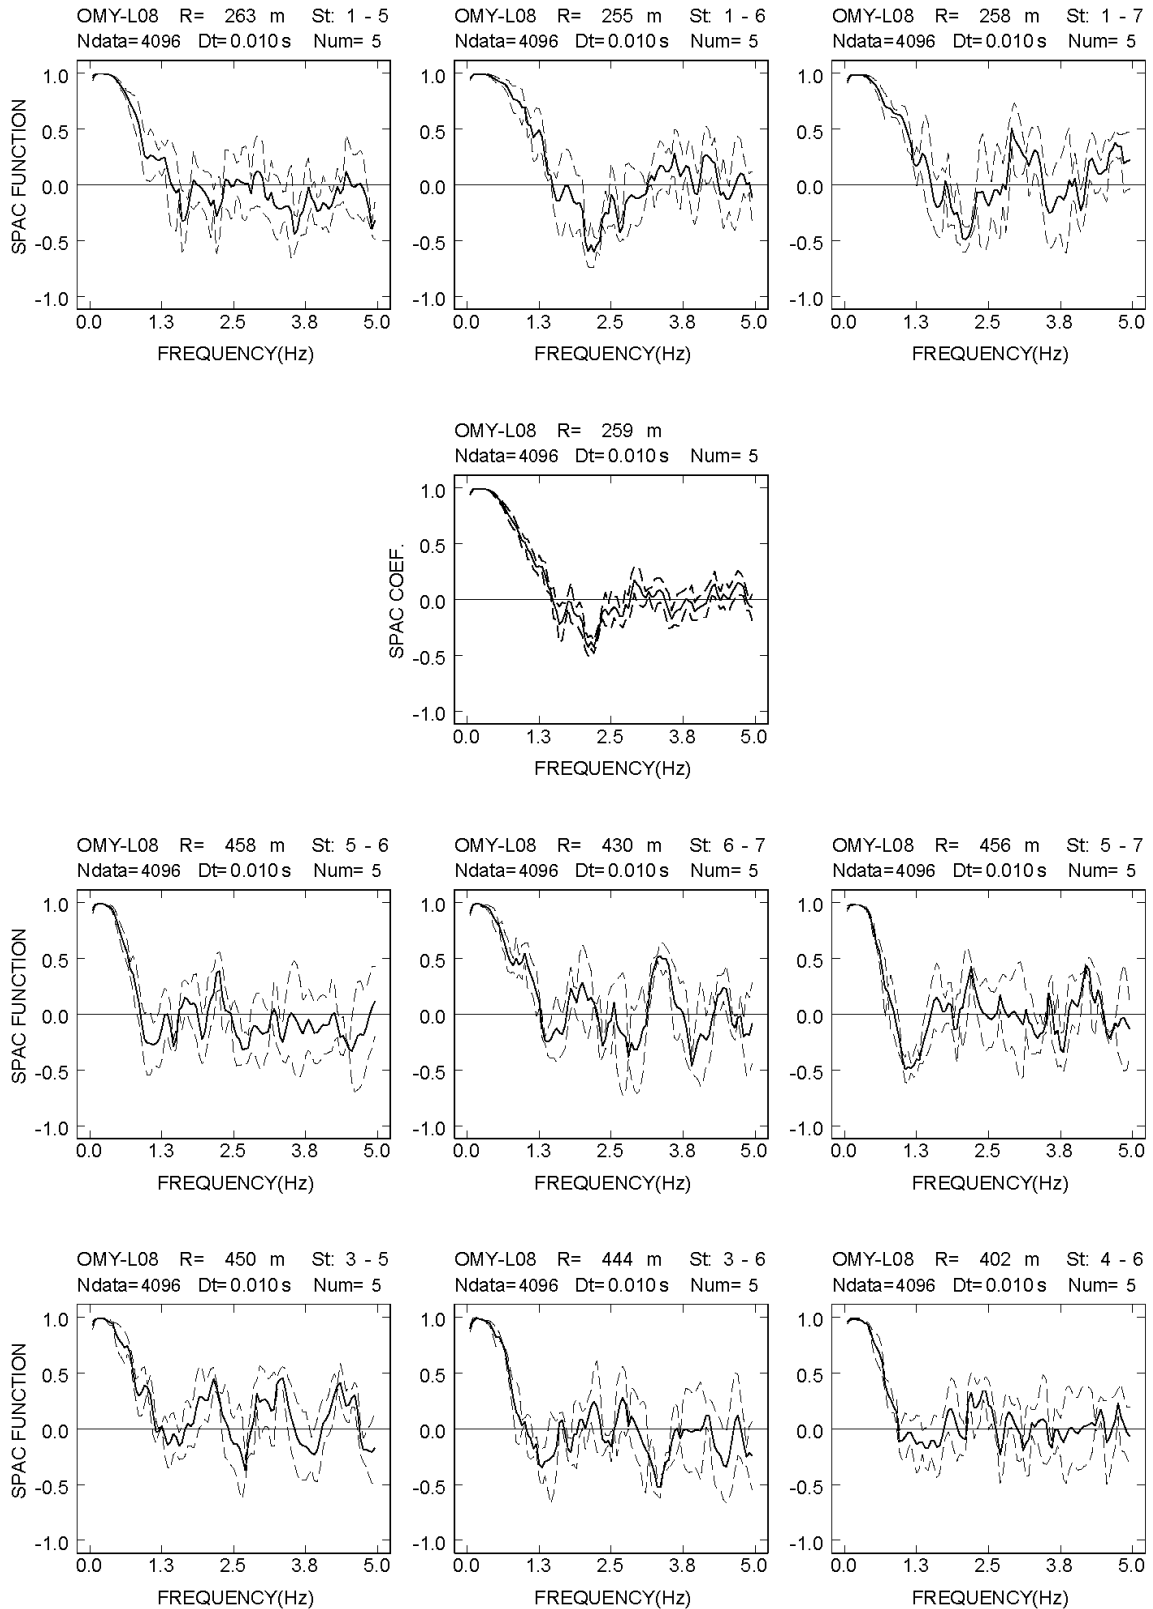 OMY-L08 R= 263 m St: 1 - 5
Ndata=4096 Dt=0.010s Num= 5
SPAC FUNCTION
1.0
0.5
0.0
-0.5
-1.0
0.0 1.3 2.5 3.8 5.0
FREQUENCY(Hz)
OMY-L08 R= 255 m St: 1 - 6
Ndata=4096 Dt=0.010s Num= 5
1.0
0.5
0.0
-0.5
-1.0
0.0 1.3 2.5 3.8 5.0
FREQUENCY(Hz)
OMY-L08 R= 258 m St: 1 - 7
Ndata=4096 Dt=0.010s Num= 5
1.0
0.5
0.0
-0.5
-1.0
0.0 1.3 2.5 3.8 5.0
FREQUENCY(Hz)
OMY-L08 R= 259 m
Ndata=4096 Dt=0.010s Num= 5
SPAC COEF.
1.0
0.5
0.0
-0.5
-1.0
0.0 1.3 2.5 3.8 5.0
FREQUENCY(Hz)
OMY-L08 R= 458 m St: 5 - 6
Ndata=4096 Dt=0.010s Num= 5
SPAC FUNCTION
1.0
0.5
0.0
-0.5
-1.0
0.0 1.3 2.5 3.8 5.0
FREQUENCY(Hz)
OMY-L08 R= 430 m St: 6 - 7
Ndata=4096 Dt=0.010s Num= 5
1.0
0.5
0.0
-0.5
-1.0
0.0 1.3 2.5 3.8 5.0
FREQUENCY(Hz)
OMY-L08 R= 456 m St: 5 - 7
Ndata=4096 Dt=0.010s Num= 5
1.0
0.5
0.0
-0.5
-1.0
0.0 1.3 2.5 3.8 5.0
FREQUENCY(Hz)
OMY-L08 R= 450 m St: 3 - 5
Ndata=4096 Dt=0.010s Num= 5
SPAC FUNCTION
1.0
0.5
0.0
-0.5
-1.0
0.0 1.3 2.5 3.8 5.0
FREQUENCY(Hz)
OMY-L08 R= 444 m St: 3 - 6
Ndata=4096 Dt=0.010s Num= 5
1.0
0.5
0.0
-0.5
-1.0
0.0 1.3 2.5 3.8 5.0
FREQUENCY(Hz)
OMY-L08 R= 402 m St: 4 - 6
Ndata=4096 Dt=0.010s Num= 5
1.0
0.5
0.0
-0.5
-1.0
0.0 1.3 2.5 3.8 5.0
FREQUENCY(Hz)